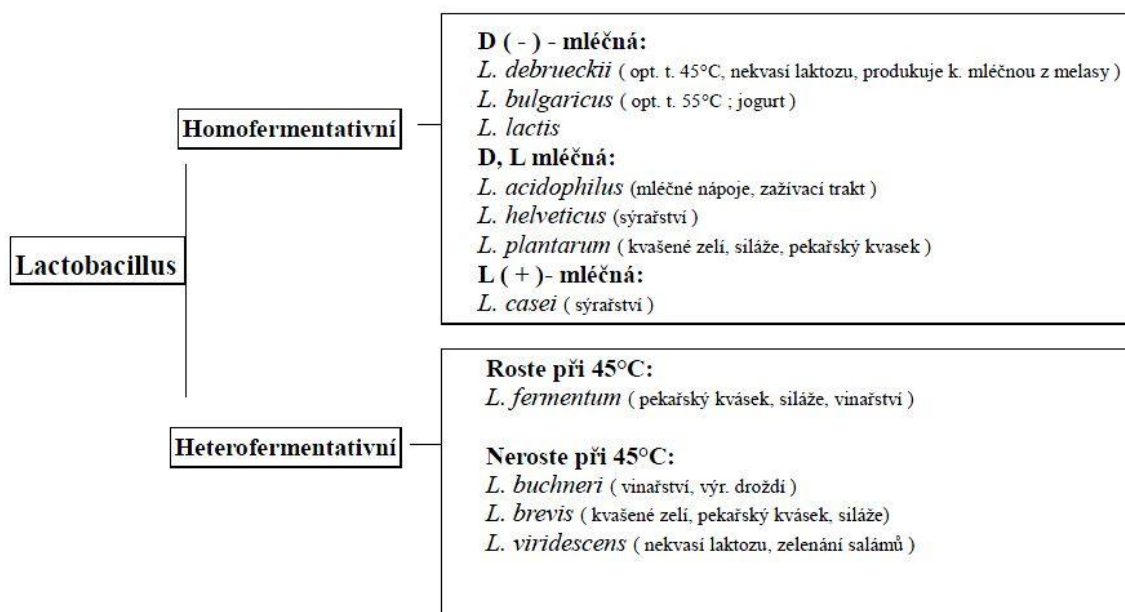 Lactobacillus
Homofermentativní
D ( - ) - mléčná:
L. debrueckii ( opt. t. 45°C, nekvasí laktozu, produkuje k. mléčnou z melasy )
L. bulgaricus ( opt. t. 55°C ; jogurt )
L. lactis
D, L mléčná:
L. acidophilus (mléčné nápoje, zažívací trakt )
L. helveticus (sýrařství )
L. plantarum ( kvašené zelí, siláže, pekařský kvasek )
L ( + )- mléčná:
L. casei ( sýrařství )
Heterofermentativní
Roste při 45°C:
L. fermentum ( pekařský kvásek, siláže, vinařství )
Neroste při 45°C:
L. buchneri ( vinařství, výr. droždí )
L. brevis ( kvašené zelí, pekařský kvásek, siláže)
L. viridescens ( nekvasí laktozu, zelenání salámů )